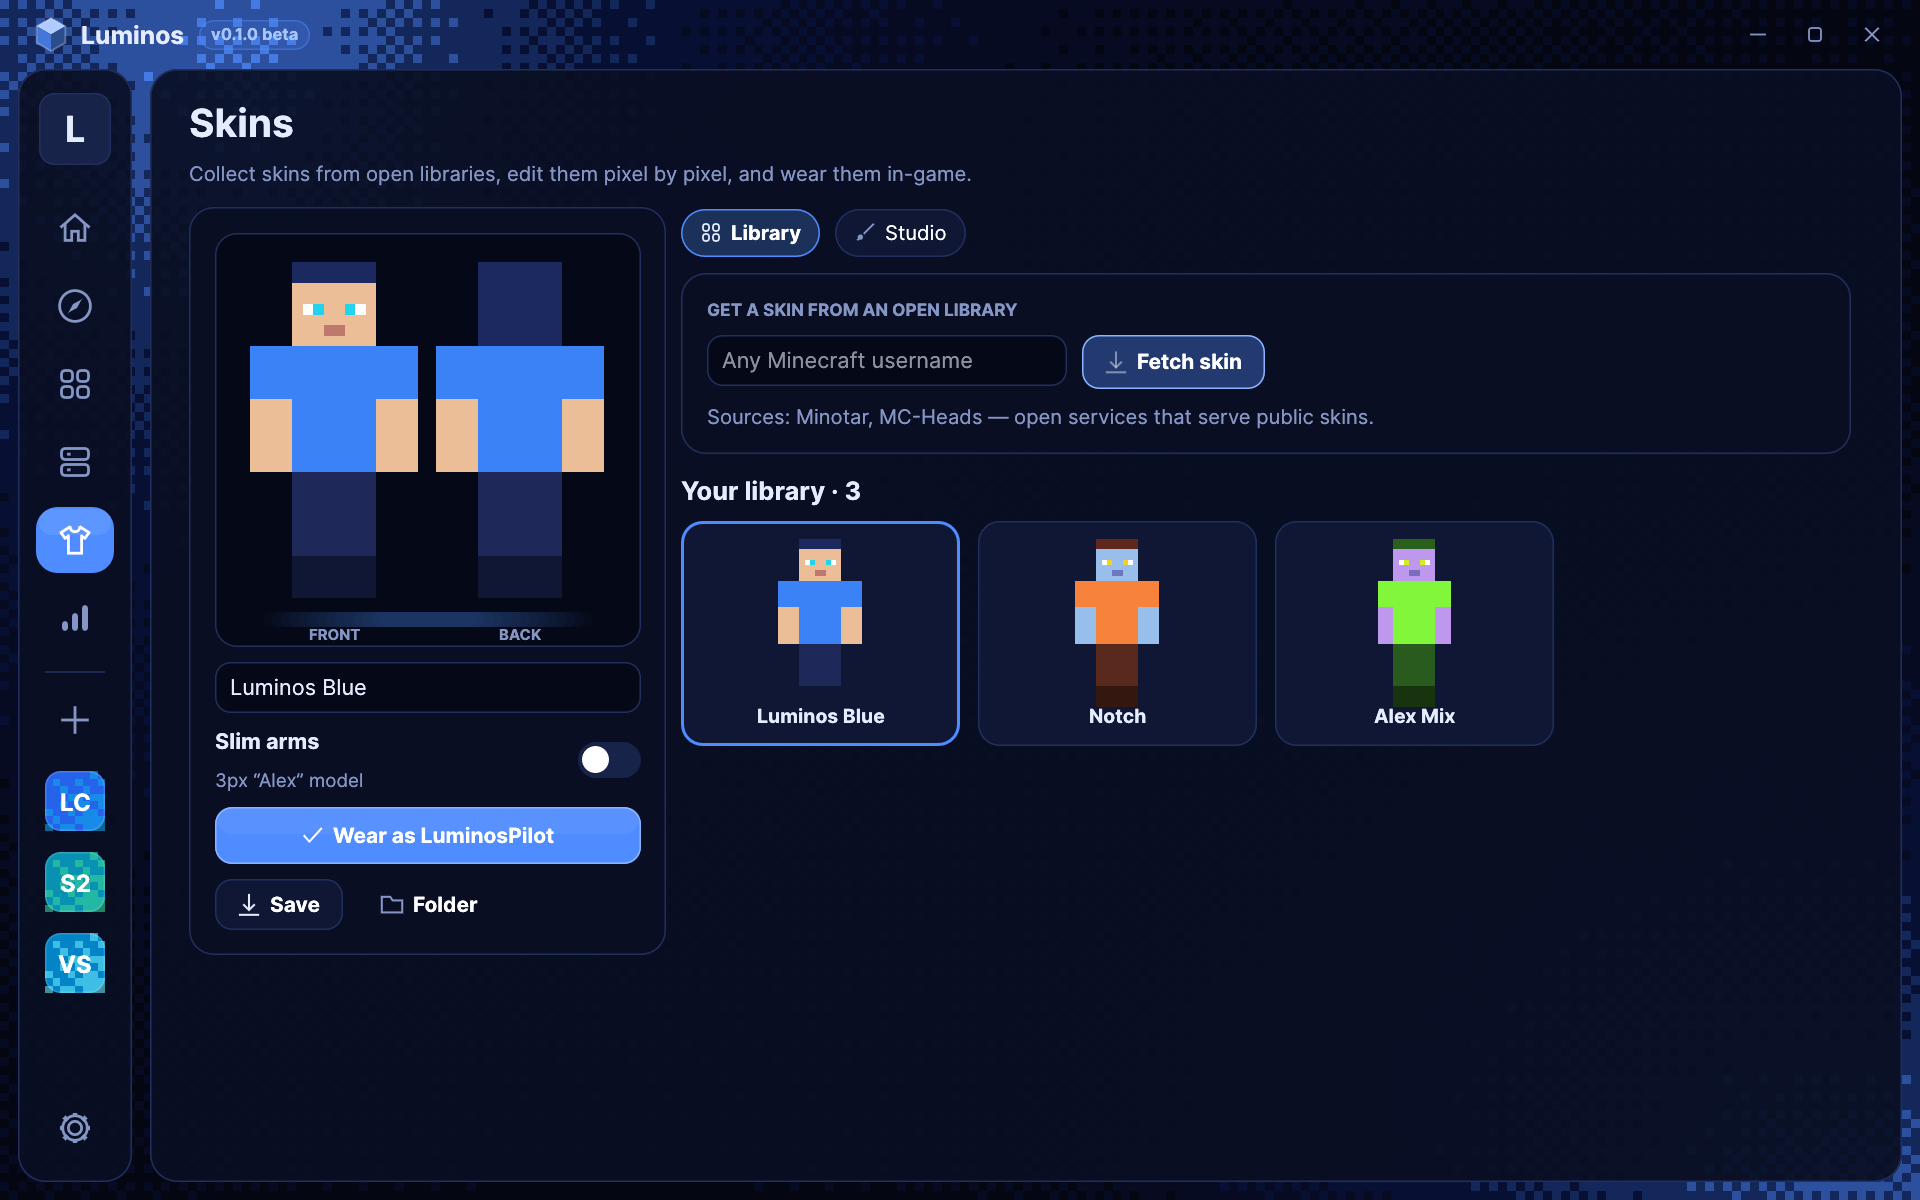 Luminos v0.1.0 beta
L
Skins
Collect skins from open libraries, edit them pixel by pixel, and wear them in-game.
FRONT BACK
Luminos Blue
Slim arms
3px “Alex” model
Wear as LuminosPilot
Save Folder
Library Studio
GET A SKIN FROM AN OPEN LIBRARY
Any Minecraft username Fetch skin
Sources: Minotar, MC-Heads — open services that serve public skins.
Your library · 3
Luminos Blue Notch Alex Mix
LC
S2
VS